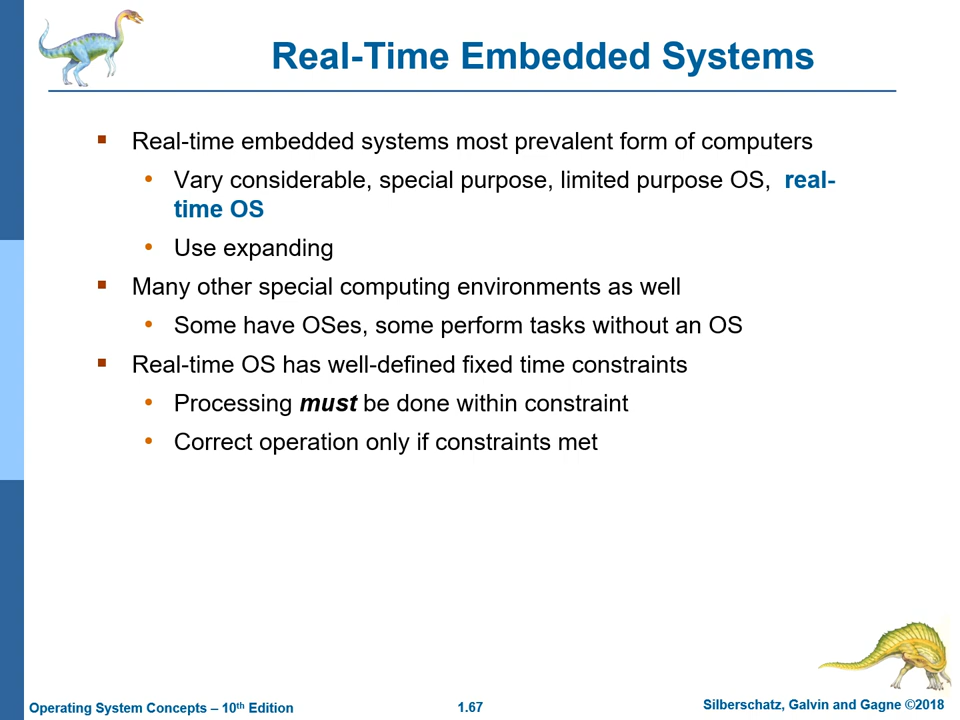 Real-Time Embedded Systems
▪ Real-time embedded systems most prevalent form of computers
• Vary considerable, special purpose, limited purpose OS, real-
time OS
• Use expanding
▪ Many other special computing environments as well
• Some have OSes, some perform tasks without an OS
▪ Real-time OS has well-defined fixed time constraints
• Processing must be done within constraint
• Correct operation only if constraints met
Operating System Concepts – 10th Edition
1.67
Silberschatz, Galvin and Gagne ©2018